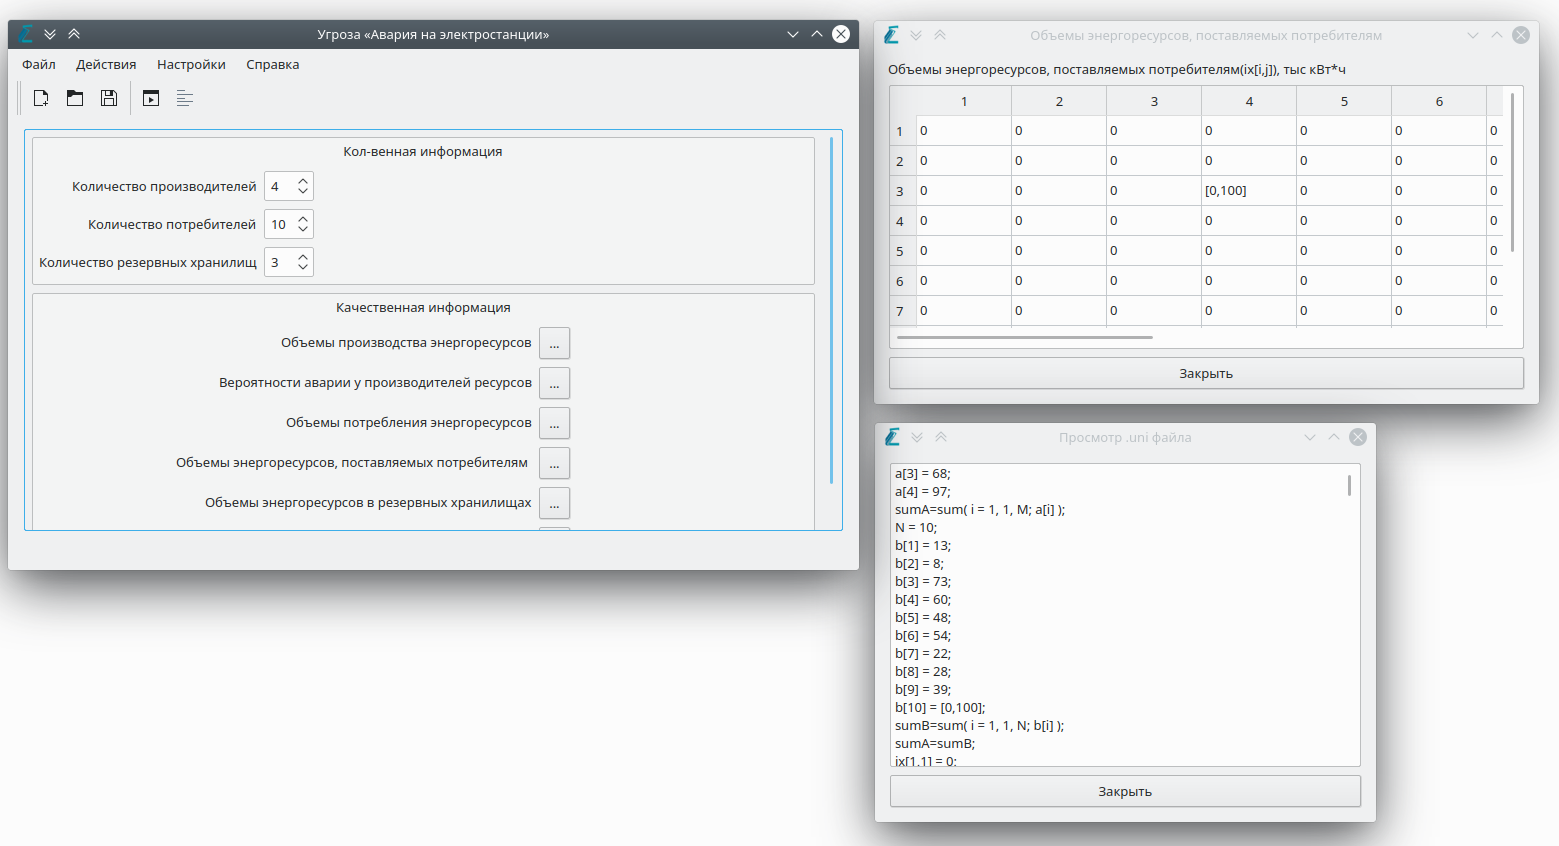 Угроза «Авария на электростанции»
Файл Действия Настройки Справка
Кол-венная информация
Количество производителей 4
Количество потребителей 10
Количество резервных хранилищ 3
Качественная информация
Объемы производства энергоресурсов ...
Вероятности аварии у производителей ресурсов ...
Объемы потребления энергоресурсов ...
Объемы энергоресурсов, поставляемых потребителям ...
Объемы энергоресурсов в резервных хранилищах ...
Объемы энергоресурсов, поставляемых потребителям
Объемы энергоресурсов, поставляемых потребителям(ix[i,j]), тыс кВт*ч
1 2 3 4 5 6
1 0 0 0 0 0 0 0
2 0 0 0 0 0 0 0
3 0 0 0 [0,100] 0 0 0
4 0 0 0 0 0 0 0
5 0 0 0 0 0 0 0
6 0 0 0 0 0 0 0
7 0 0 0 0 0 0 0
Закрыть
Просмотр .uni файла
a[3] = 68;
a[4] = 97;
sumA=sum( i = 1, 1, M; a[i] );
N = 10;
b[1] = 13;
b[2] = 8;
b[3] = 73;
b[4] = 60;
b[5] = 48;
b[6] = 54;
b[7] = 22;
b[8] = 28;
b[9] = 39;
b[10] = [0,100];
sumB=sum( i = 1, 1, N; b[i] );
sumA=sumB;
ix[1,1] = 0;
Закрыть